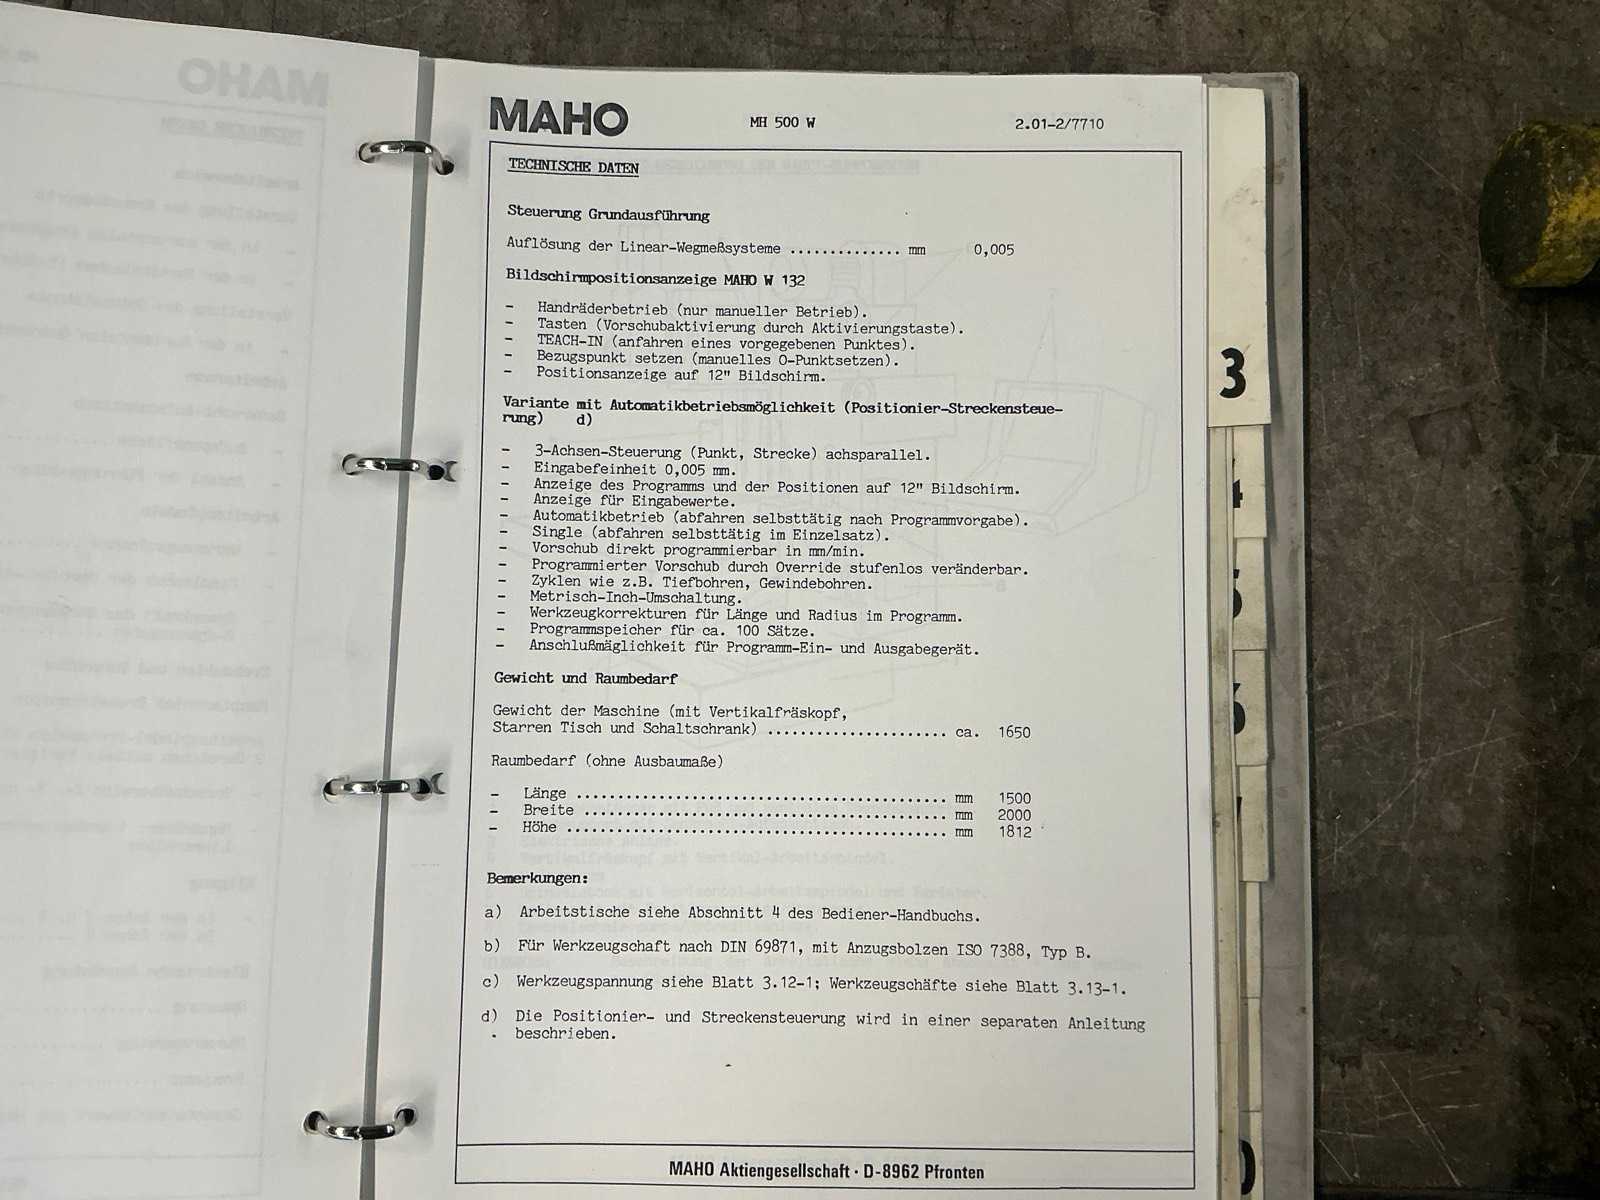 MAHO
MH 500 W
2.01-2/7710
TECHNISCHE DATEN
Steuerung Grundausführung
Auflösung der Linear-Wegmeßsysteme .............. mm 0,005
Bildschirmpositionsanzeige MAHO W 132
- Handräderbetrieb (nur manueller Betrieb).
- Tasten (Vorschubaktivierung durch Aktivierungstaste).
- TEACH-IN (anfahren eines vorgegebenen Punktes).
- Bezugspunkt setzen (manuelles O-Punktsetzen).
- Positionsanzeige auf 12" Bildschirm.
Variante mit Automatikbetriebsmöglichkeit (Positionier-Streckensteue-
rung) d)
- 3-Achsen-Steuerung (Punkt, Strecke) achsparallel.
- Eingabefeinheit 0,005 mm.
- Anzeige des Programms und der Positionen auf 12" Bildschirm.
- Anzeige für Eingabewerte.
- Automatikbetrieb (abfahren selbsttätig nach Programmvorgabe).
- Single (abfahren selbsttätig im Einzelsatz).
- Vorschub direkt programmierbar in mm/min.
- Programmierter Vorschub durch Override stufenlos veränderbar.
- Zyklen wie z.B. Tiefbohren, Gewindebohren.
- Metrisch-Inch-Umschaltung.
- Werkzeugkorrekturen für Länge und Radius im Programm.
- Programmspeicher für ca. 100 Sätze.
- Anschlußmäglichkeit für Programm-Ein- und Ausgabegerät.
Gewicht und Raumbedarf
Gewicht der Maschine (mit Vertikalfräskopf,
Starren Tisch und Schaltschrank) ...................... ca. 1650
Raumbedarf (ohne Ausbaumaße)
- Länge .............................................. mm 1500
- Breite ............................................. mm 2000
- Höhe ............................................... mm 1812
Bemerkungen:
a) Arbeitstische siehe Abschnitt 4 des Bediener-Handbuchs.
b) Für Werkzeugschaft nach DIN 69871, mit Anzugsbolzen ISO 7388, Typ B.
c) Werkzeugspannung siehe Blatt 3.12-1; Werkzeugschäfte siehe Blatt 3.13-1.
d) Die Positionier- und Streckensteuerung wird in einer separaten Anleitung
beschrieben.
MAHO Aktiengesellschaft · D-8962 Pfronten
3
4
5
6